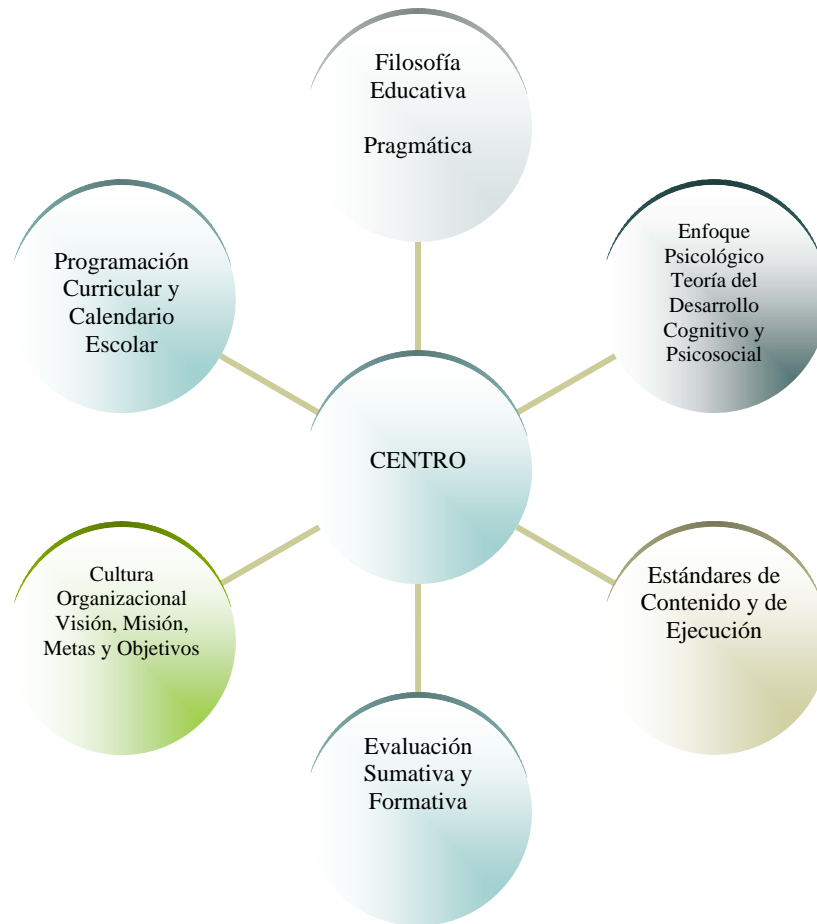 Filosofía
Educativa
Pragmática
Enfoque
Psicológico
Teoría del
Desarrollo
Cognitivo y
Psicosocial
Programación
Curricular y
Calendario
Escolar
CENTRO
Cultura
Organizacional
Visión, Misión,
Metas y Objetivos
Estándares de
Contenido y de
Ejecución
Evaluación
Sumativa y
Formativa